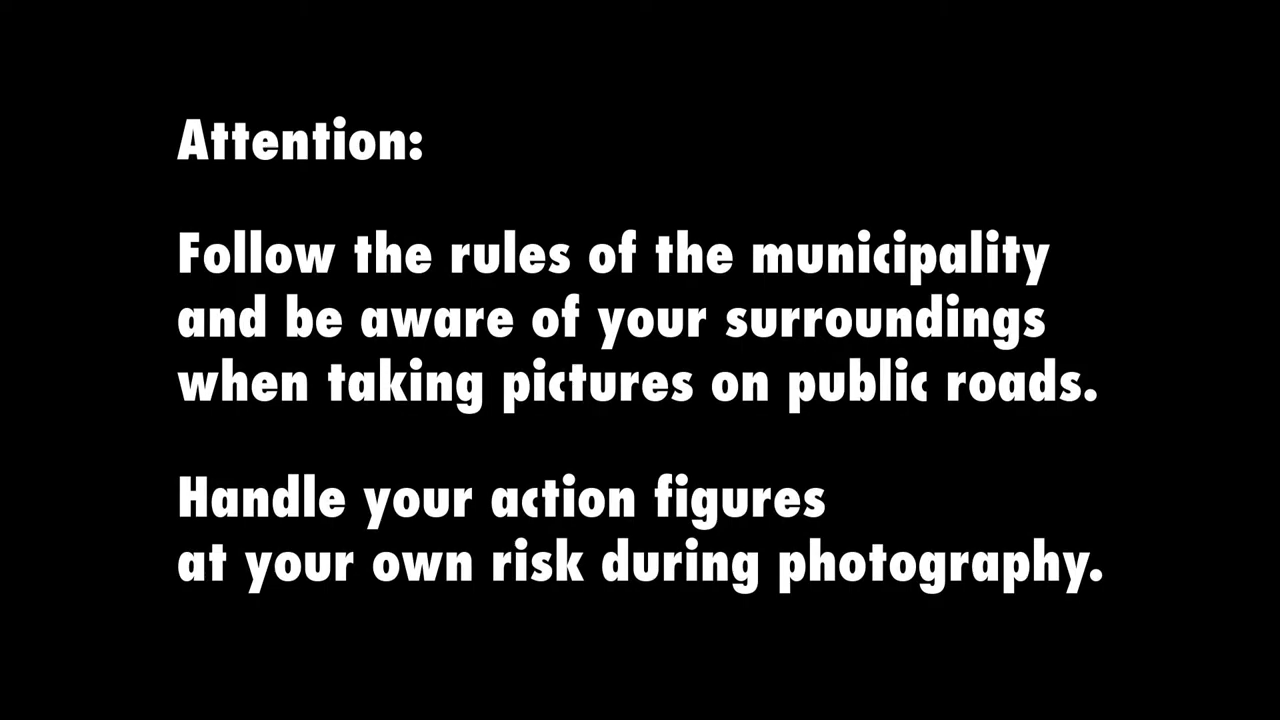 Attention:
Follow the rules of the municipality
and be aware of your surroundings
when taking pictures on public roads.
Handle your action figures
at your own risk during photography.